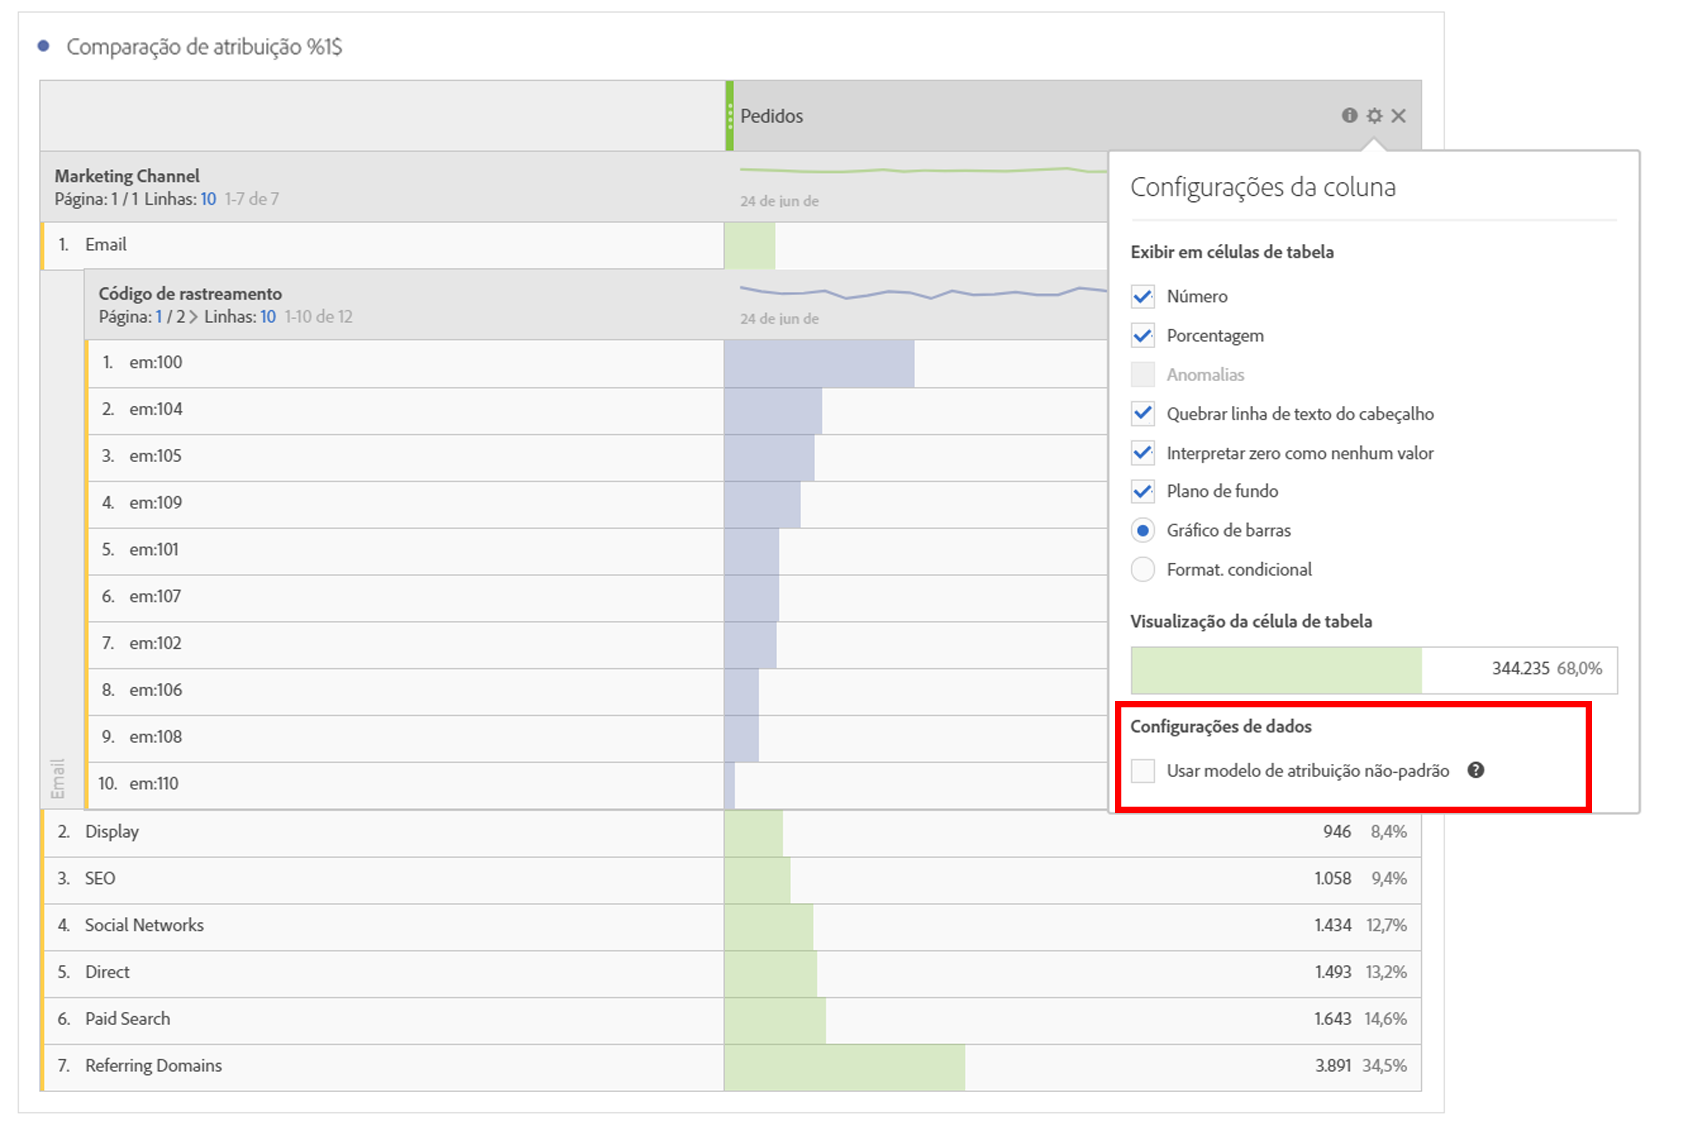 Comparação de atribuição %1$
Pedidos
Marketing Channel
Página: 1 / 1 Linhas: 10 1-7 de 7
24 de jun de
1. Email
Código de rastreamento
Página: 1 / 2 > Linhas: 10 1-10 de 12
24 de jun de
1. em:100
2. em:104
3. em:105
4. em:109
5. em:101
6. em:107
7. em:102
8. em:106
9. em:108
10. em:110
Email
2. Display 946 8,4%
3. SEO 1.058 9,4%
4. Social Networks 1.434 12,7%
5. Direct 1.493 13,2%
6. Paid Search 1.643 14,6%
7. Referring Domains 3.891 34,5%
Configurações da coluna
Exibir em células de tabela
Número
Porcentagem
Anomalias
Quebrar linha de texto do cabeçalho
Interpretar zero como nenhum valor
Plano de fundo
Gráfico de barras
Format. condicional
Visualização da célula de tabela
344.235 68,0%
Configurações de dados
Usar modelo de atribuição não-padrão ?